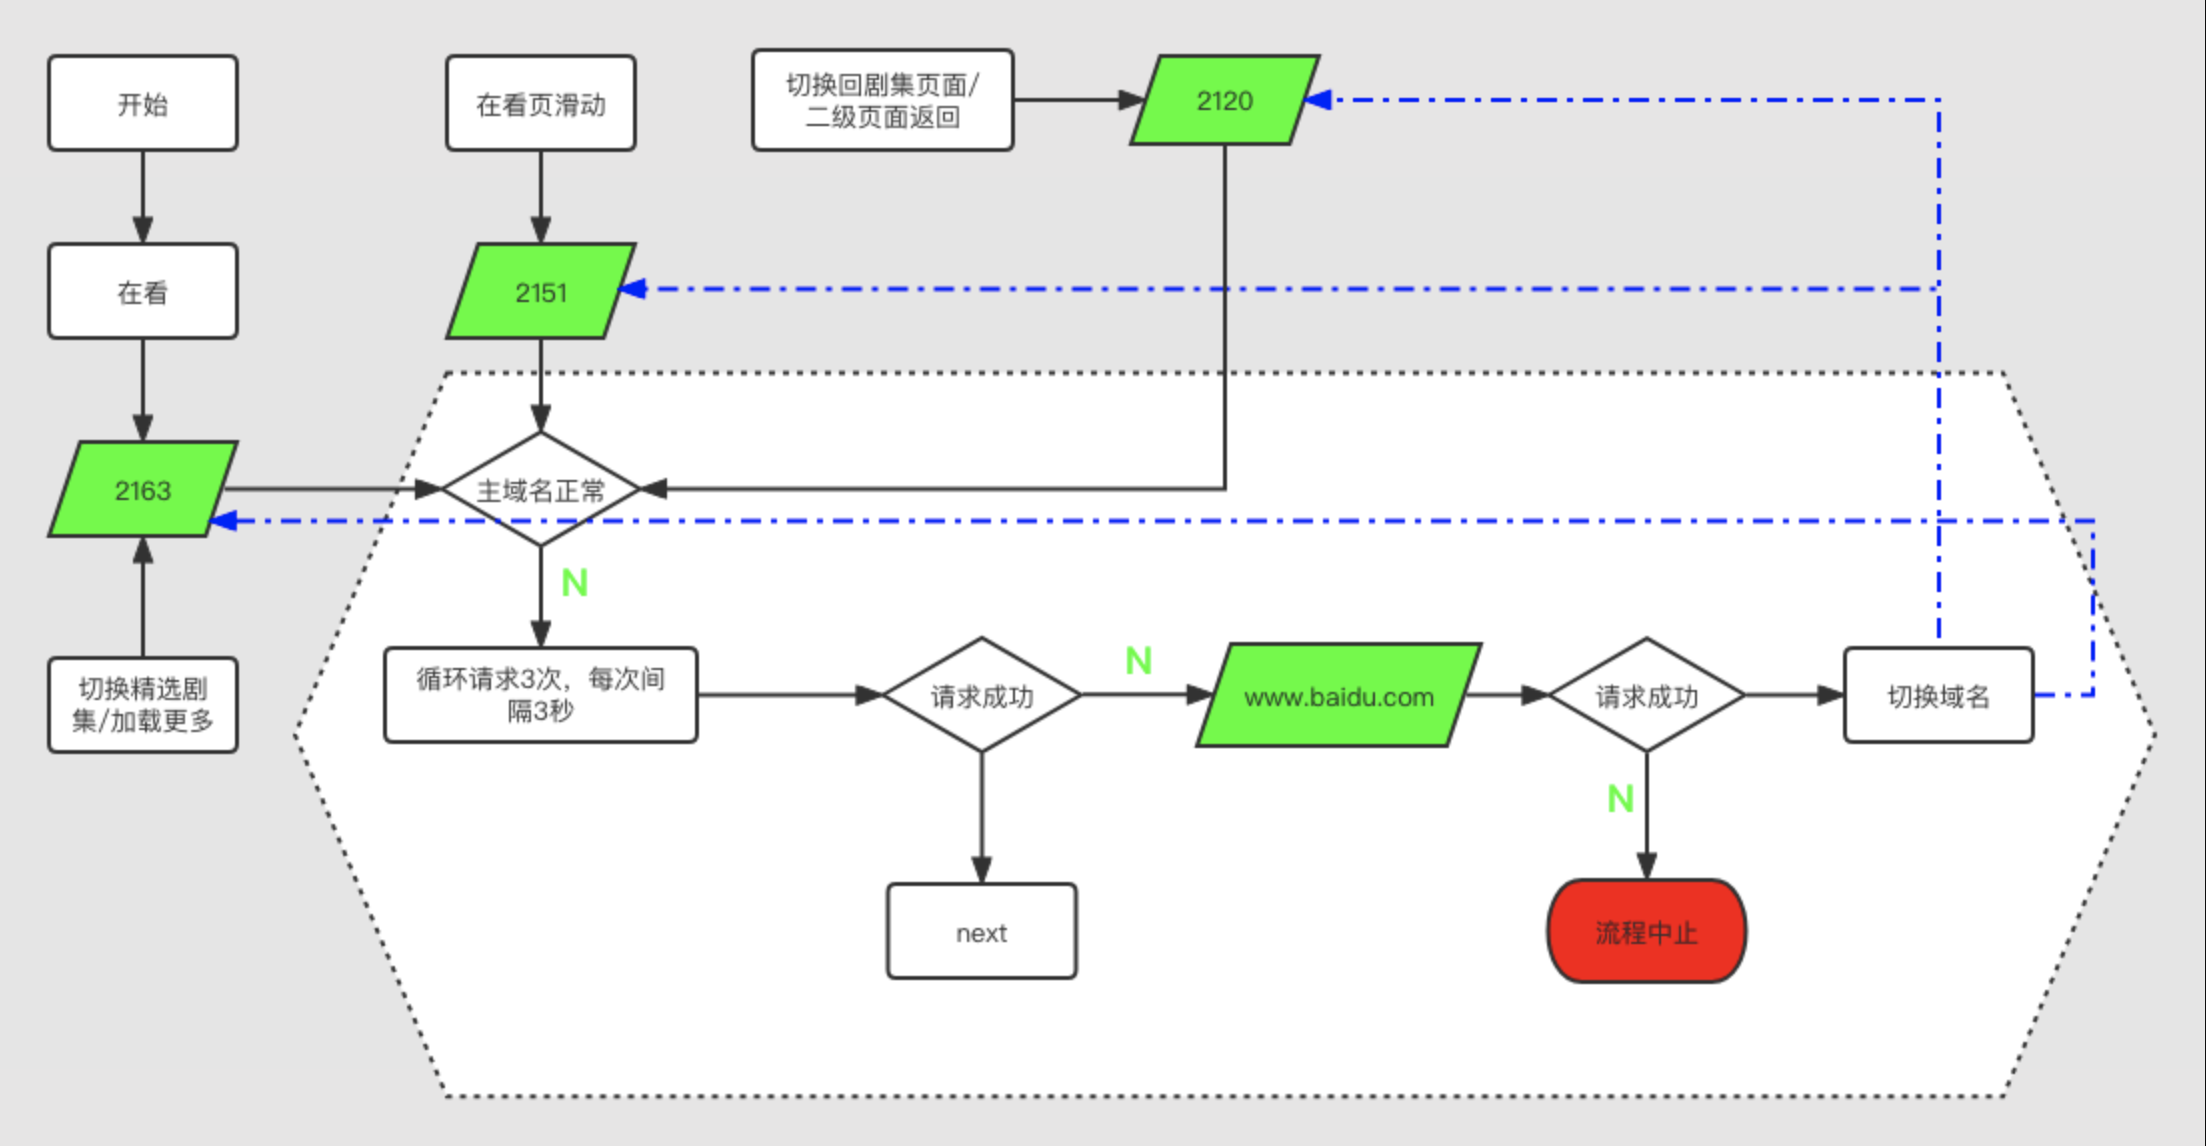 开始
在看页滑动
切换回剧集页面/
二级页面返回
2120
在看
2151
2163
主域名正常
N
切换精选剧
集/加载更多
循环请求3次，每次间
隔3秒
请求成功
N
www.baidu.com
请求成功
切换域名
N
next
流程中止